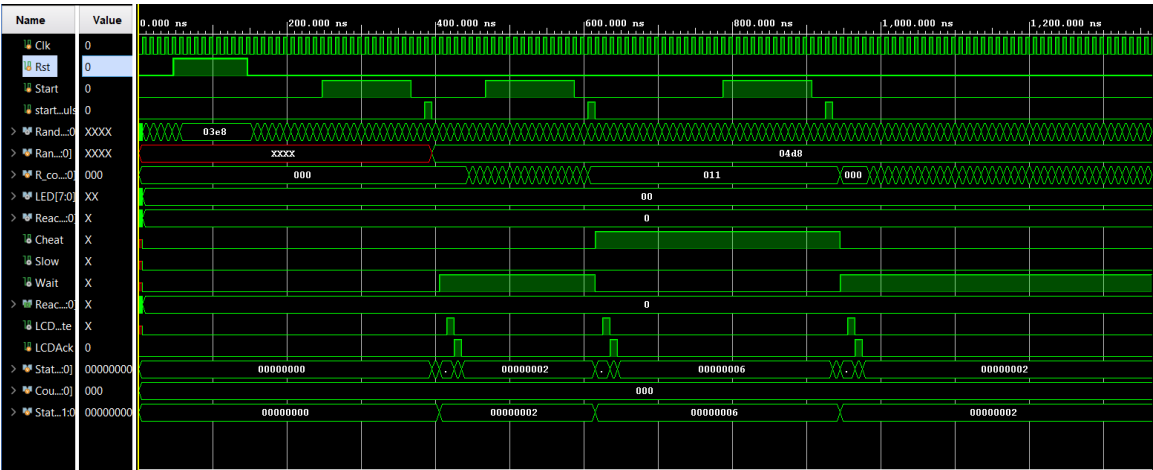 Name Value 0.000 ns 200.000 ns 400.000 ns 600.000 ns 800.000 ns 1,000.000 ns 1,200.000 ns
Clk 0
Rst 0
Start 0
start...uls 0
Rand...:0 XXXX 03e8
Ran...:0] XXXX XXXX 04d8
R_co...:0] 000 000 011 000
LED[7:0] XX 00
Reac...:0 X 0
Cheat X
Slow X
Wait X
Reac...:0] X 0
LCD...te X
LCDAck 0
Stat...:0] 00000000 00000000 . 00000002 . 00000006 . 00000002
Cou...:0] 000 000
Stat...1:0 00000000 00000000 00000002 00000006 00000002